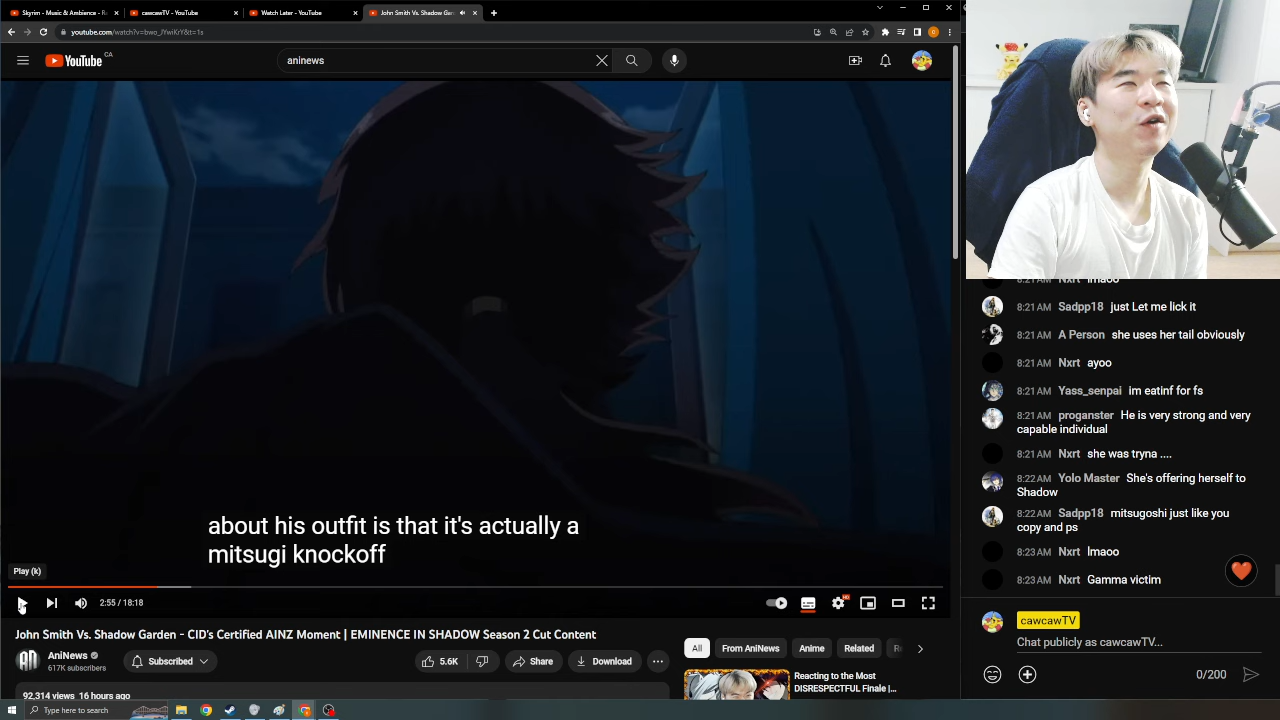 Skyrim - Music & Ambience - R
cawcawTV - YouTube
Watch Later - YouTube
John Smith Vs. Shadow Gar
youtube.com/watch?v=bwo_JYwiKrY&t=1s
YouTube CA
aninews
about his outfit is that it's actually a
mitsugi knockoff
Play (k)
2:55 / 18:18
HD
John Smith Vs. Shadow Garden - CID's Certified AINZ Moment | EMINENCE IN SHADOW Season 2 Cut Content
AniNews
617K subscribers
Subscribed
5.6K
Share
Download
92,314 views 16 hours ago
All
From AniNews
Anime
Related
Reacting to the Most
DISRESPECTFUL Finale |...
8:21 AM Nxrt lmaoo
8:21 AM Sadpp18 just Let me lick it
8:21 AM A Person she uses her tail obviously
8:21 AM Nxrt ayoo
8:21 AM Yass_senpai im eatinf for fs
8:21 AM proganster He is very strong and very
capable individual
8:21 AM Nxrt she was tryna ....
8:22 AM Yolo Master She's offering herself to
Shadow
8:22 AM Sadpp18 mitsugoshi just like you
copy and ps
8:23 AM Nxrt lmaoo
8:23 AM Nxrt Gamma victim
cawcawTV
Chat publicly as cawcawTV...
0/200
Type here to search